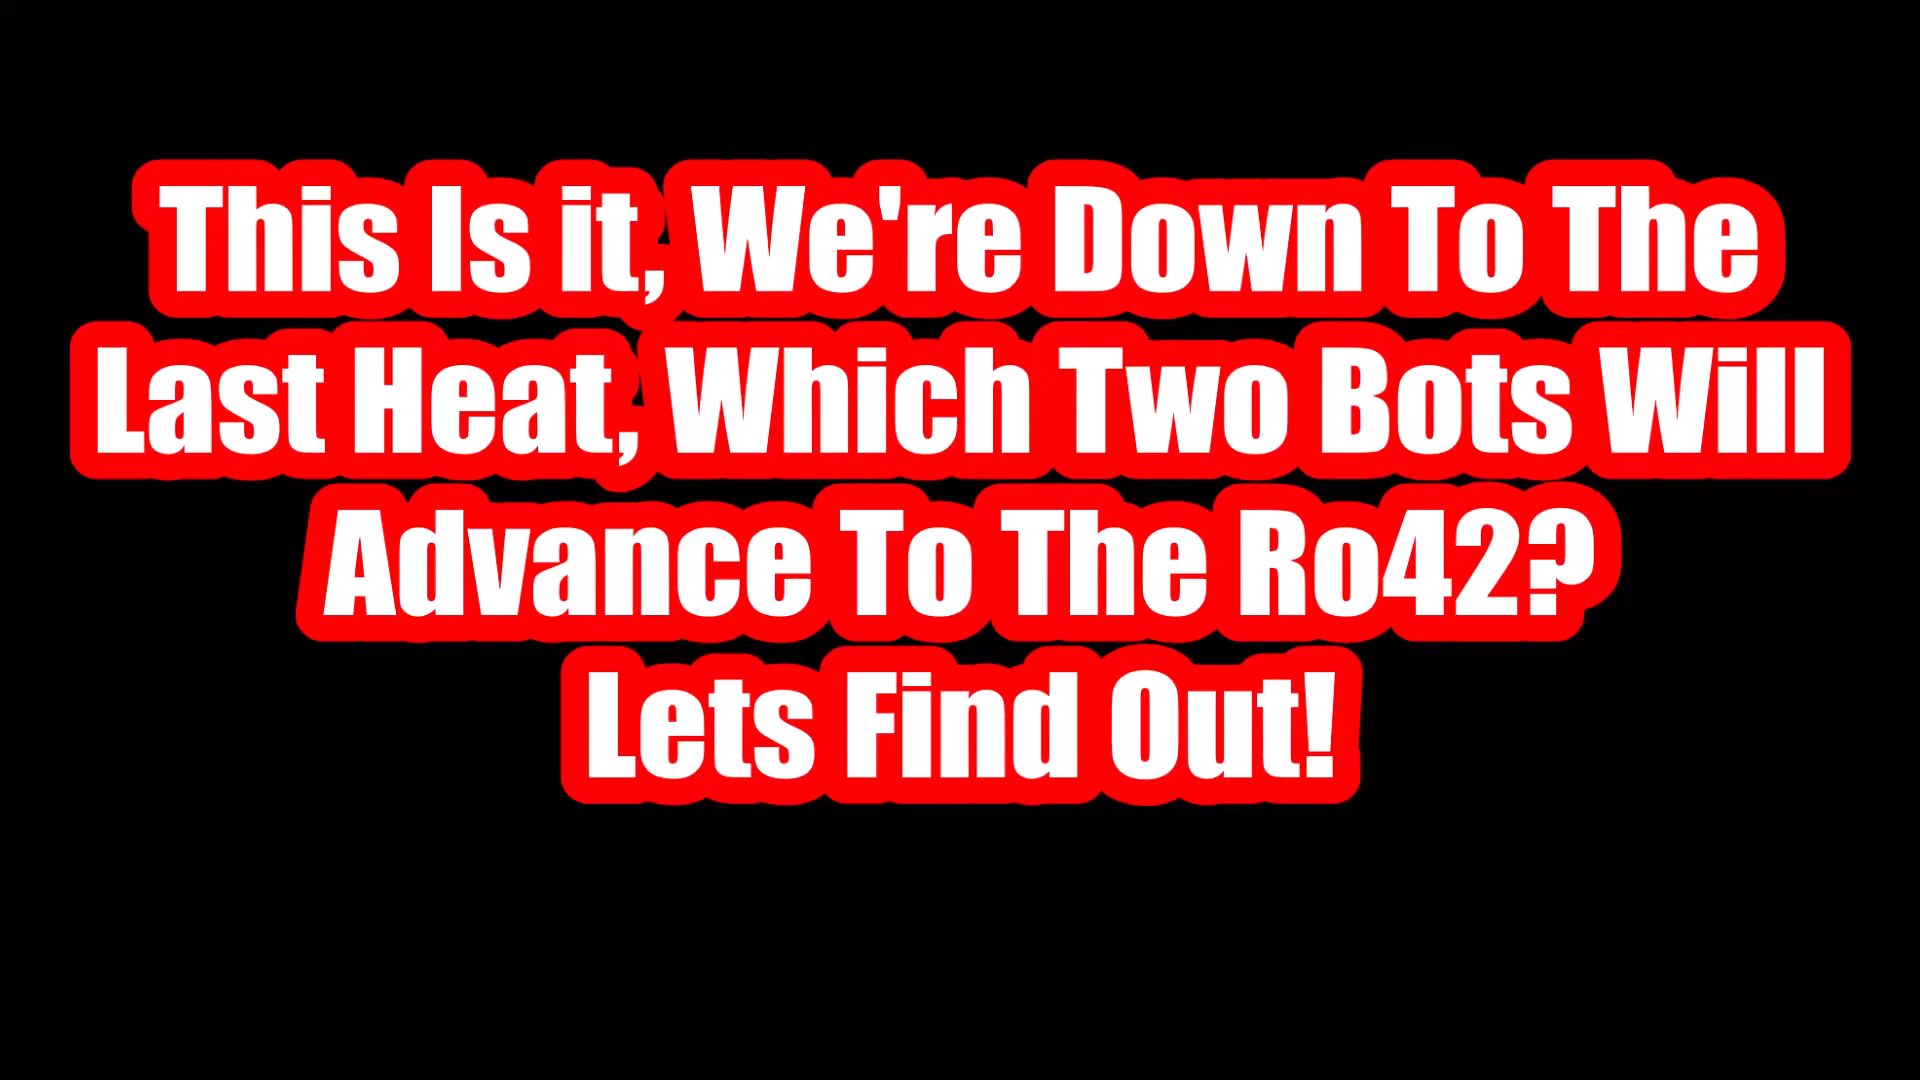 This Is it, We're Down To The
Last Heat, Which Two Bots Will
Advance To The Ro42?
Lets Find Out!